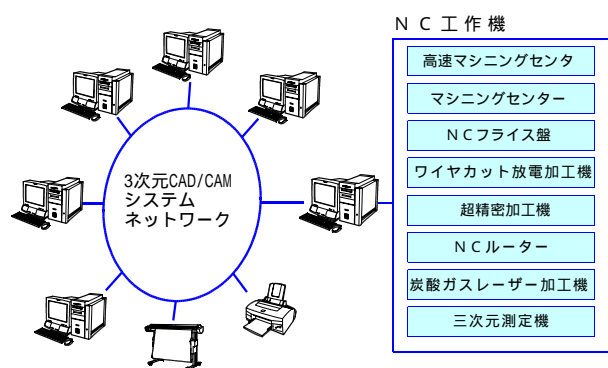 ＮＣ工作機
高速マシニングセンタ
マシニングセンター
ＮＣフライス盤
ワイヤカット放電加工機
超精密加工機
ＮＣルーター
炭酸ガスレーザー加工機
三次元測定機
3次元CAD/CAM
システム
ネットワーク